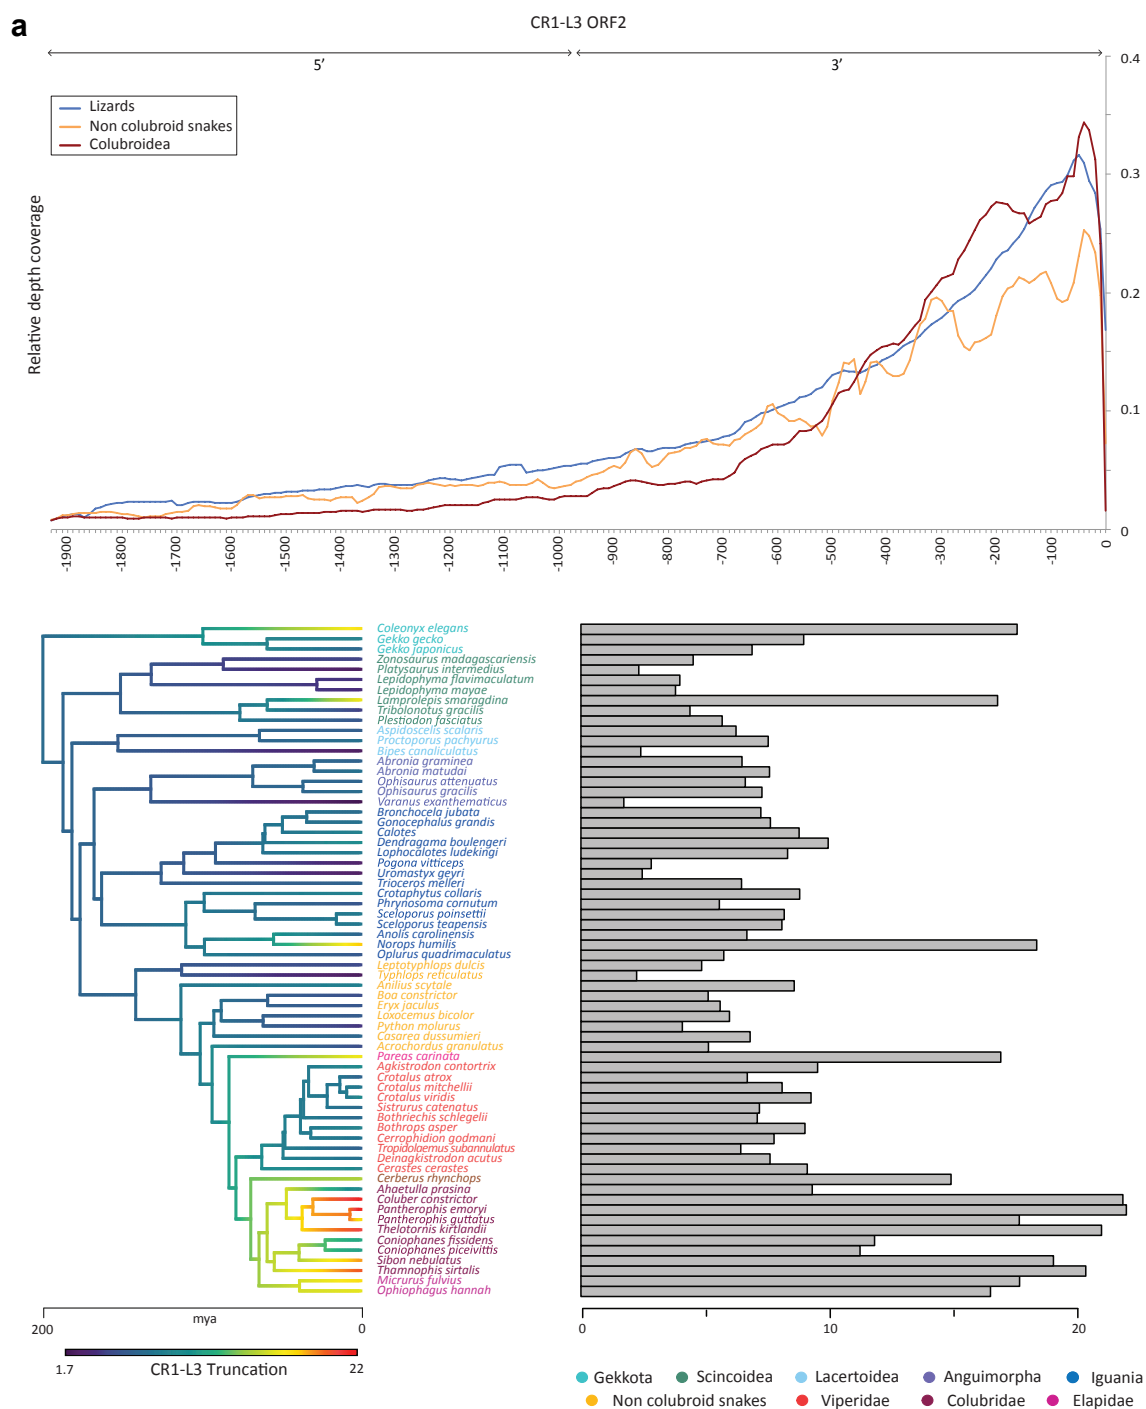 a
CR1-L3 ORF2
5’
3’
Lizards
Non colubroid snakes
Colubroidea
Relative depth coverage
0.4
0.3
0.2
0.1
0
-1900
-1800
-1700
-1600
-1500
-1400
-1300
-1200
-1100
-1000
-900
-800
-700
-600
-500
-400
-300
-200
-100
0
Coleonyx elegans
Gekko gecko
Gekko japonicus
Zonosaurus madagascariensis
Platysaurus intermedius
Lepidophyma flavimaculatum
Lepidophyma mayae
Lamprolepis smaragdina
Tribolonotus gracilis
Plestiodon fasciatus
Aspidoscelis scalaris
Proctoporus pachyurus
Bipes canaliculatus
Abronia graminea
Abronia matudai
Ophisaurus attenuatus
Ophisaurus gracilis
Varanus exanthematicus
Bronchocela jubata
Gonocephalus grandis
Calotes
Dendragama boulengeri
Lophocalotes ludekingi
Pogona vitticeps
Uromastyx geyri
Trioceros melleri
Crotaphytus collaris
Phrynosoma cornutum
Sceloporus poinsettii
Sceloporus teapensis
Anolis carolinensis
Norops humilis
Oplurus quadrimaculatus
Leptotyphlops dulcis
Typhlops reticulatus
Anilius scytale
Boa constrictor
Eryx jaculus
Loxocemus bicolor
Python molurus
Casarea dussumieri
Acrochordus granulatus
Pareas carinata
Agkistrodon contortrix
Crotalus atrox
Crotalus mitchellii
Crotalus viridis
Sistrurus catenatus
Bothriechis schlegelii
Bothrops asper
Cerrophidion godmani
Tropidolaemus subannulatus
Deinagkistrodon acutus
Cerastes cerastes
Cerberus rhynchops
Ahaetulla prasina
Coluber constrictor
Pantherophis emoryi
Pantherophis guttatus
Thelotornis kirtlandii
Coniophanes fissidens
Coniophanes piceivittis
Sibon nebulatus
Thamnophis sirtalis
Micrurus fulvius
Ophiophagus hannah
200 mya 0
1.7 CR1-L3 Truncation 22
0 10 20
Gekkota Scincoidea Lacertoidea Anguimorpha Iguania
Non colubroid snakes Viperidae Colubridae Elapidae